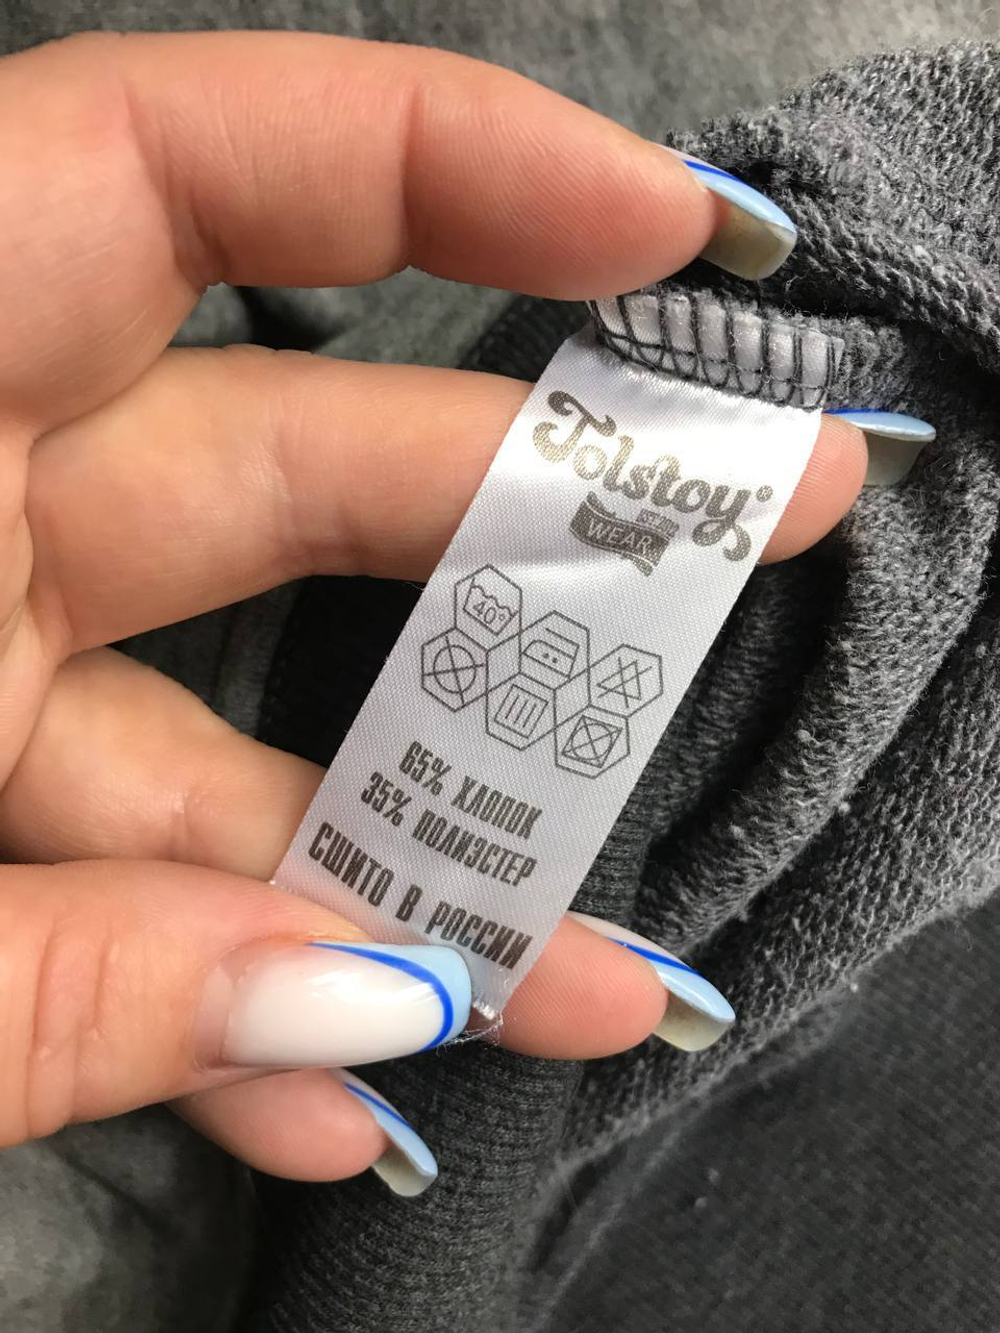 Tolstoy
WEAR
40°
65% ХЛОПОК
35% ПОЛИЭСТЕР
СШИТО В РОССИИ